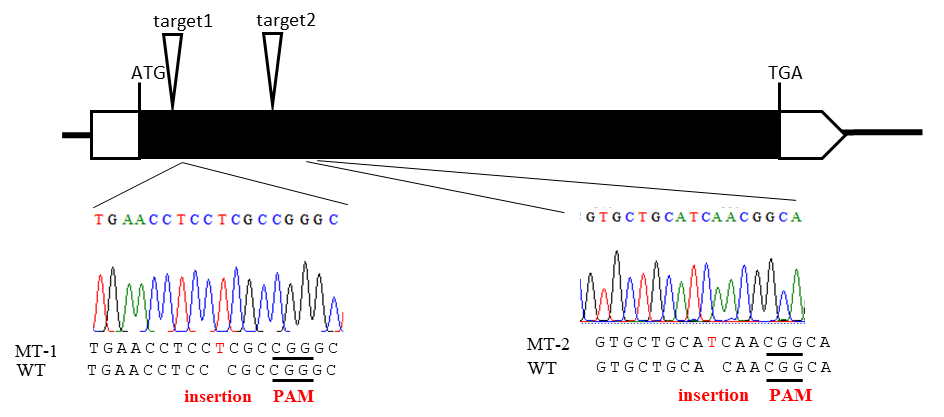 target1 target2
ATG TGA
TGAACCTCCTCGCCGGGC GTGCTGCATCAACGGCA
MT-1 TGAACCTCCTCGCCGGGC MT-2 GTGCTGCATCAACGGCA
WT TGAACCTCC CGCCGGGC WT GTGCTGCA CAACGGCA
insertion PAM insertion PAM